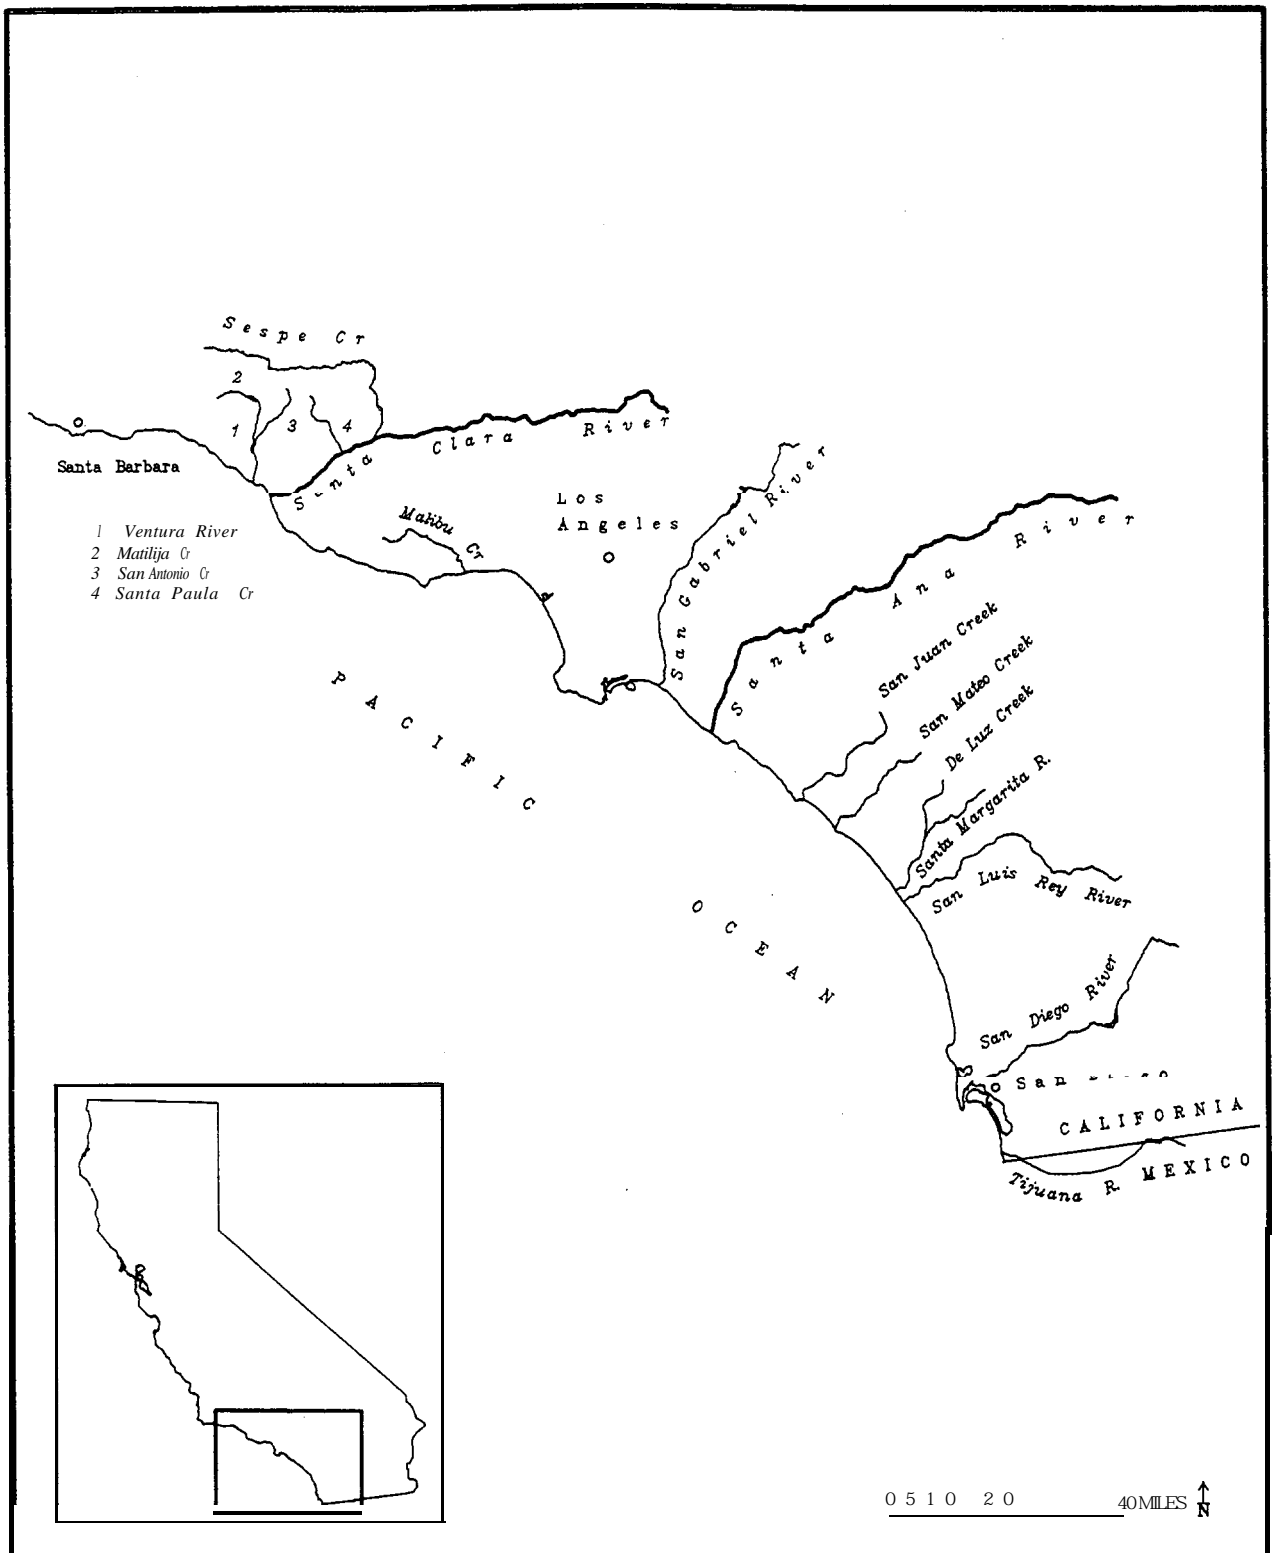 Sespe Cr
2
1
3
4
Santa Clara River
Santa Barbara
Los
Angeles
San Gabriel River
Malibu Cr
1 Ventura River
2 Matilija Cr
3 San Antonio Cr
4 Santa Paula Cr
Santa Ana River
San Juan Creek
San Mateo Creek
De Luz Creek
Santa Margarita R.
San Luis Rey River
PACIFIC
OCEAN
San Diego River
San
CALIFORNIA
MEXICO
Tijuana R.
0 5 10 20 40 MILES
N